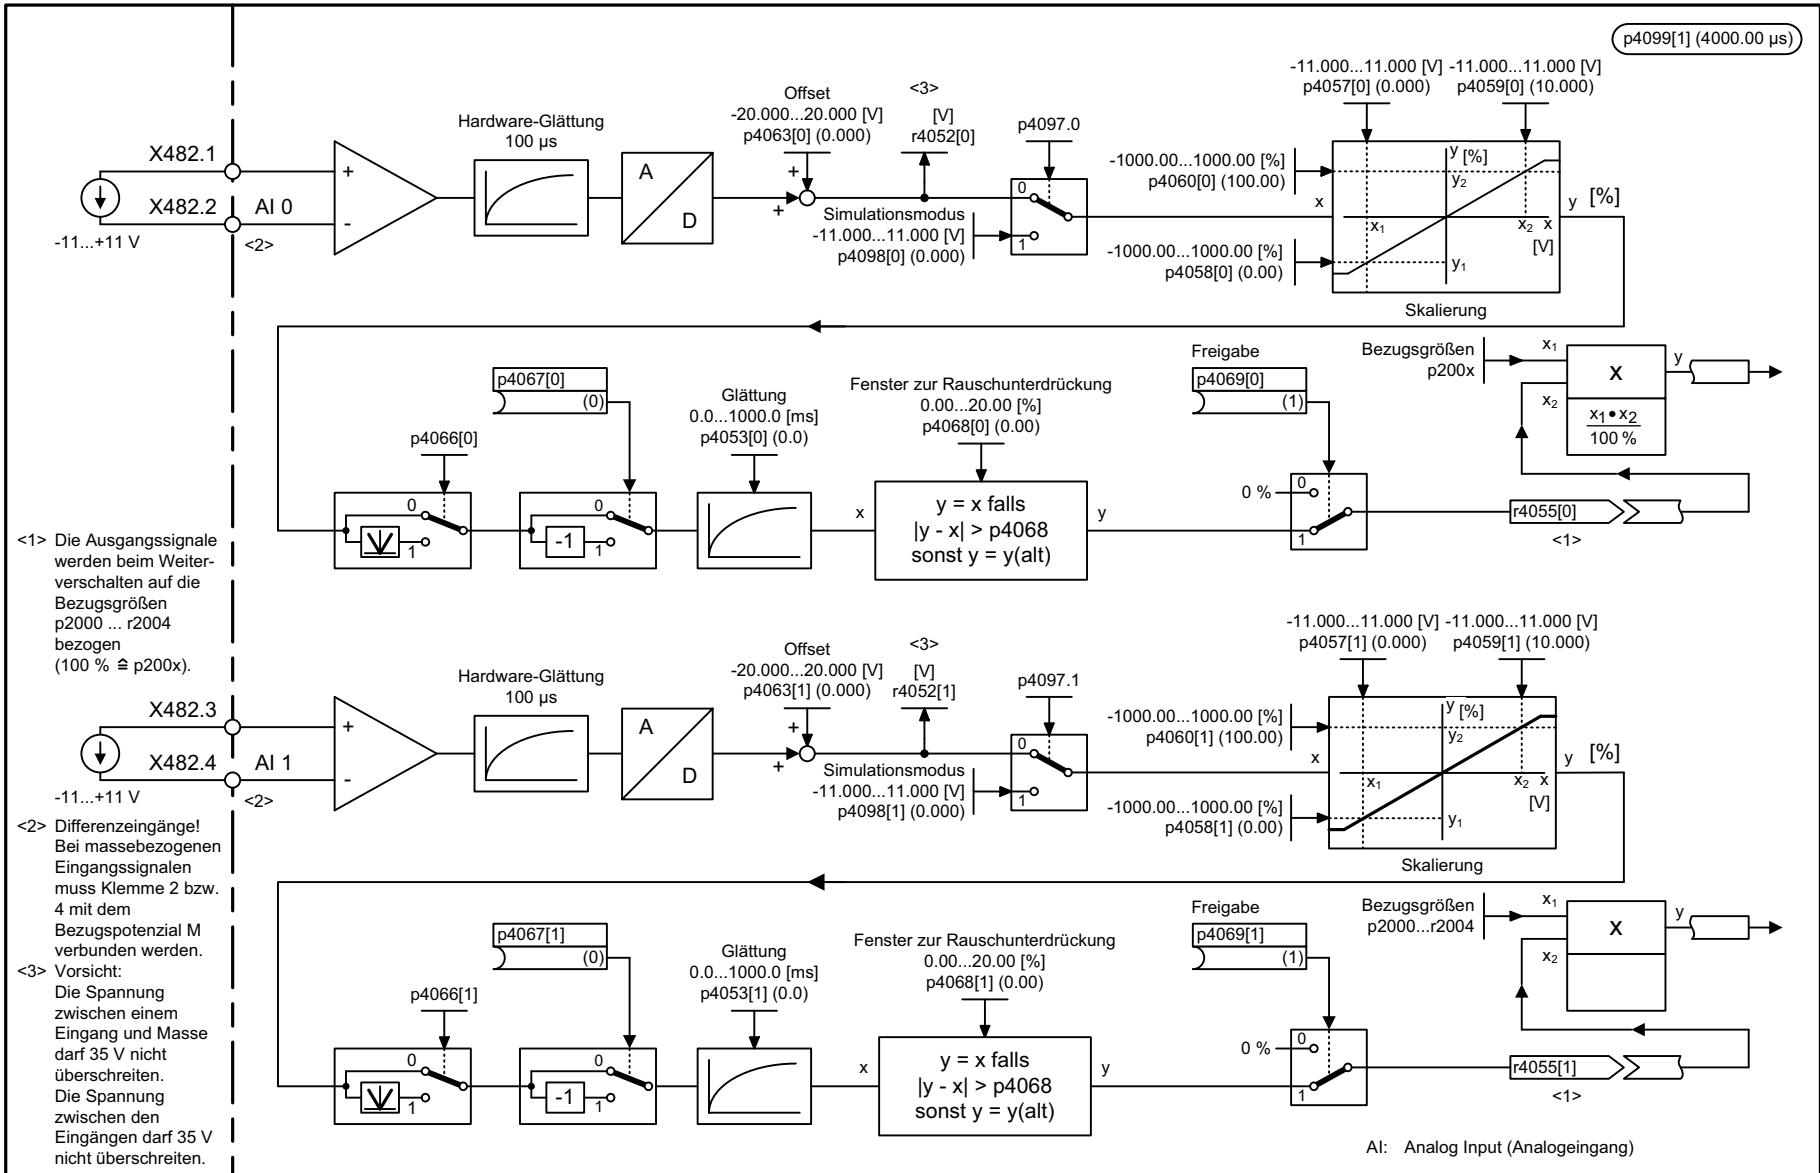 p4099[1] (4000.00 µs)
-11.000...11.000 [V]
p4057[0] (0.000)
-11.000...11.000 [V]
p4059[0] (10.000)
Offset
-20.000...20.000 [V]
p4063[0] (0.000)
<3>
[V]
r4052[0]
p4097.0
Hardware-Glättung
100 µs
X482.1
X482.2
AI 0
-11...+11 V
<2>
+
-
A
D
+
+
Simulationsmodus
-11.000...11.000 [V]
p4098[0] (0.000)
0
1
-1000.00...1000.00 [%]
p4060[0] (100.00)
x
-1000.00...1000.00 [%]
p4058[0] (0.00)
y [%]
y2
x1
x2
x
[V]
y1
y [%]
Skalierung
p4066[0]
0
1
p4067[0]
(0)
0
-1
1
Glättung
0.0...1000.0 [ms]
p4053[0] (0.0)
Fenster zur Rauschunterdrückung
0.00...20.00 [%]
p4068[0] (0.00)
x
y = x falls
|y - x| > p4068
sonst y = y(alt)
y
Freigabe
p4069[0]
(1)
0 %
0
1
Bezugsgrößen
p200x
x1
x2
X
x1•x2
100 %
y
r4055[0]
<1>
<1> Die Ausgangssignale
werden beim Weiter-
verschalten auf die
Bezugsgrößen
p2000 ... r2004
bezogen
(100 % ≙ p200x).
-11.000...11.000 [V]
p4057[1] (0.000)
-11.000...11.000 [V]
p4059[1] (10.000)
Offset
-20.000...20.000 [V]
p4063[1] (0.000)
<3>
[V]
r4052[1]
p4097.1
Hardware-Glättung
100 µs
X482.3
X482.4
AI 1
-11...+11 V
<2>
+
-
A
D
+
+
Simulationsmodus
-11.000...11.000 [V]
p4098[1] (0.000)
0
1
-1000.00...1000.00 [%]
p4060[1] (100.00)
x
-1000.00...1000.00 [%]
p4058[1] (0.00)
y [%]
y2
x1
x2
x
[V]
y1
y [%]
Skalierung
<2> Differenzeingänge!
Bei massebezogenen
Eingangssignalen
muss Klemme 2 bzw.
4 mit dem
Bezugspotenzial M
verbunden werden.
<3> Vorsicht:
Die Spannung
zwischen einem
Eingang und Masse
darf 35 V nicht
überschreiten.
Die Spannung
zwischen den
Eingängen darf 35 V
nicht überschreiten.
p4066[1]
0
1
p4067[1]
(0)
0
-1
1
Glättung
0.0...1000.0 [ms]
p4053[1] (0.0)
Fenster zur Rauschunterdrückung
0.00...20.00 [%]
p4068[1] (0.00)
x
y = x falls
|y - x| > p4068
sonst y = y(alt)
y
Freigabe
p4069[1]
(1)
0 %
0
1
Bezugsgrößen
p2000...r2004
x1
x2
X
y
r4055[1]
<1>
AI: Analog Input (Analogeingang)